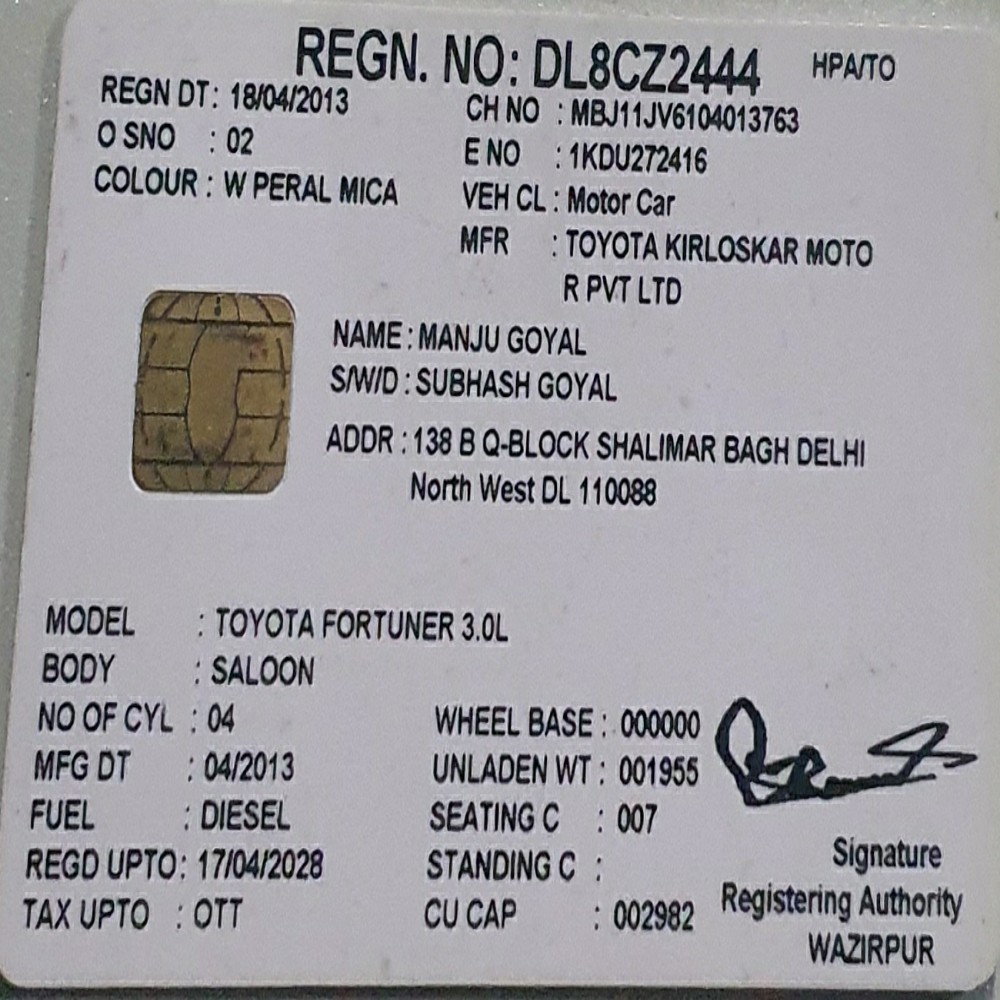 REGN. NO: DL8CZ2444 HPA/TO
REGN DT: 18/04/2013 CH NO : MBJ11JV6104013763
O SNO : 02 E NO : 1KDU272416
COLOUR : W PERAL MICA VEH CL : Motor Car
MFR : TOYOTA KIRLOSKAR MOTO
R PVT LTD
NAME : MANJU GOYAL
S/W/D : SUBHASH GOYAL
ADDR : 138 B Q-BLOCK SHALIMAR BAGH DELHI
North West DL 110088
MODEL : TOYOTA FORTUNER 3.0L
BODY : SALOON
NO OF CYL : 04 WHEEL BASE : 000000
MFG DT : 04/2013 UNLADEN WT : 001955
FUEL : DIESEL SEATING C : 007
REGD UPTO: 17/04/2028 STANDING C :
TAX UPTO : OTT CU CAP : 002982
Signature
Registering Authority
WAZIRPUR